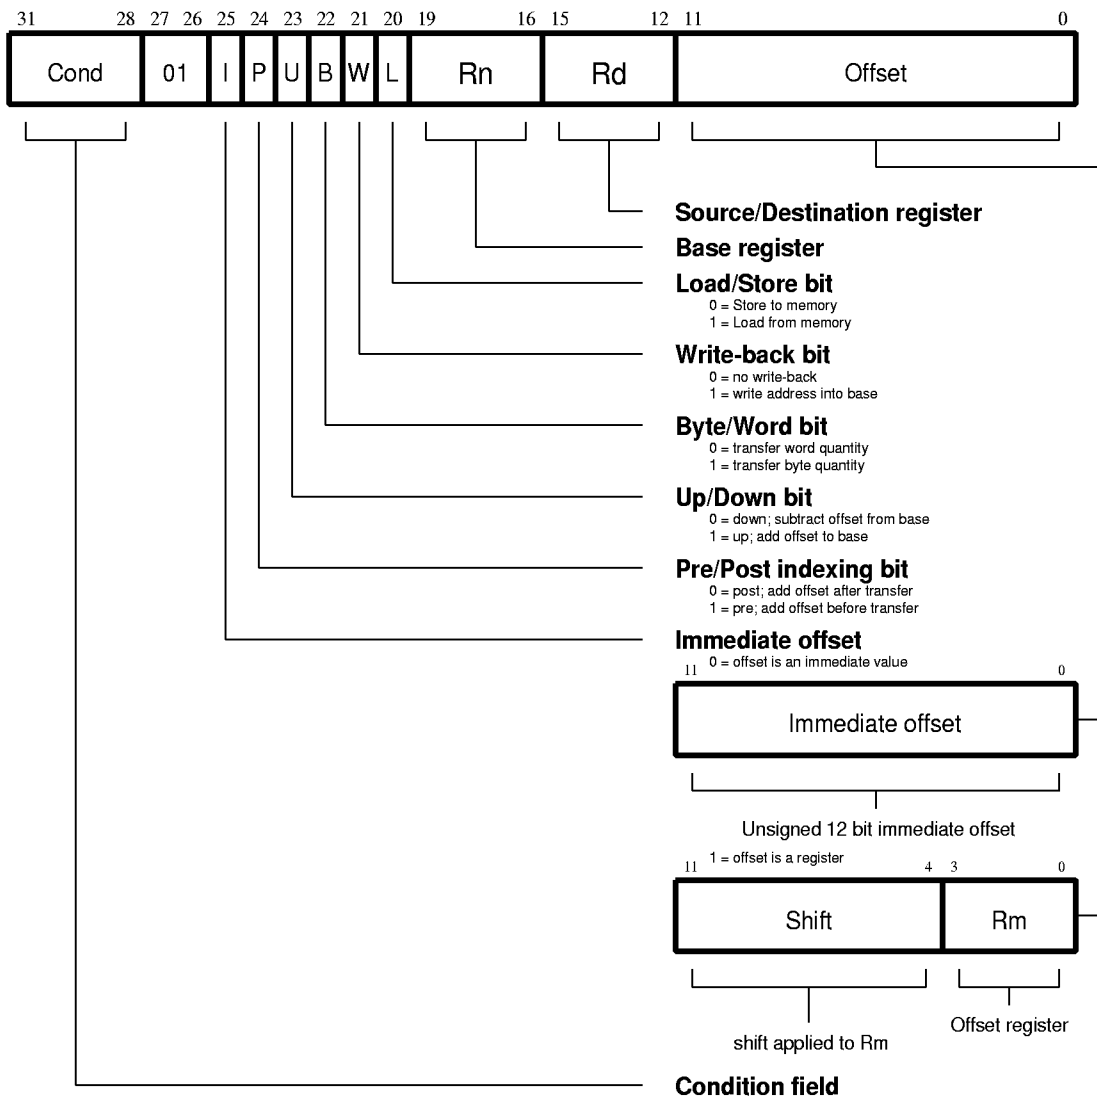 31 28 27 26 25 24 23 22 21 20 19 16 15 12 11 0
Cond 01 I P U B W L Rn Rd Offset
Source/Destination register
Base register
Load/Store bit
0 = Store to memory
1 = Load from memory
Write-back bit
0 = no write-back
1 = write address into base
Byte/Word bit
0 = transfer word quantity
1 = transfer byte quantity
Up/Down bit
0 = down; subtract offset from base
1 = up; add offset to base
Pre/Post indexing bit
0 = post; add offset after transfer
1 = pre; add offset before transfer
Immediate offset
0 = offset is an immediate value
11 0
Immediate offset
Unsigned 12 bit immediate offset
1 = offset is a register
11 4 3 0
Shift Rm
Offset register
shift applied to Rm
Condition field